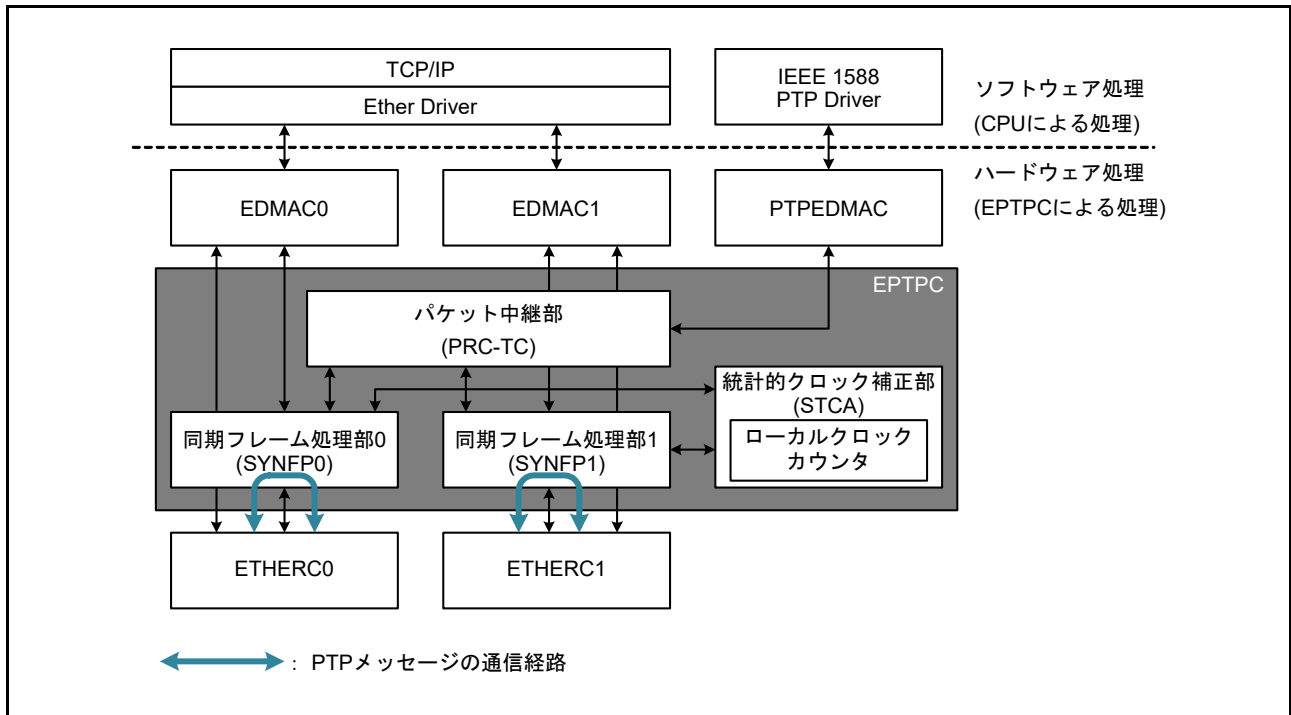 TCP/IP
Ether Driver
IEEE 1588
PTP Driver
ソフトウェア処理
(CPUによる処理)
ハードウェア処理
(EPTPCによる処理)
EDMAC0
EDMAC1
PTPEDMAC
EPTPC
パケット中継部
(PRC-TC)
統計的クロック補正部
(STCA)
ローカルクロック
カウンタ
同期フレーム処理部0
(SYNFP0)
同期フレーム処理部1
(SYNFP1)
ETHERC0
ETHERC1
: PTPメッセージの通信経路